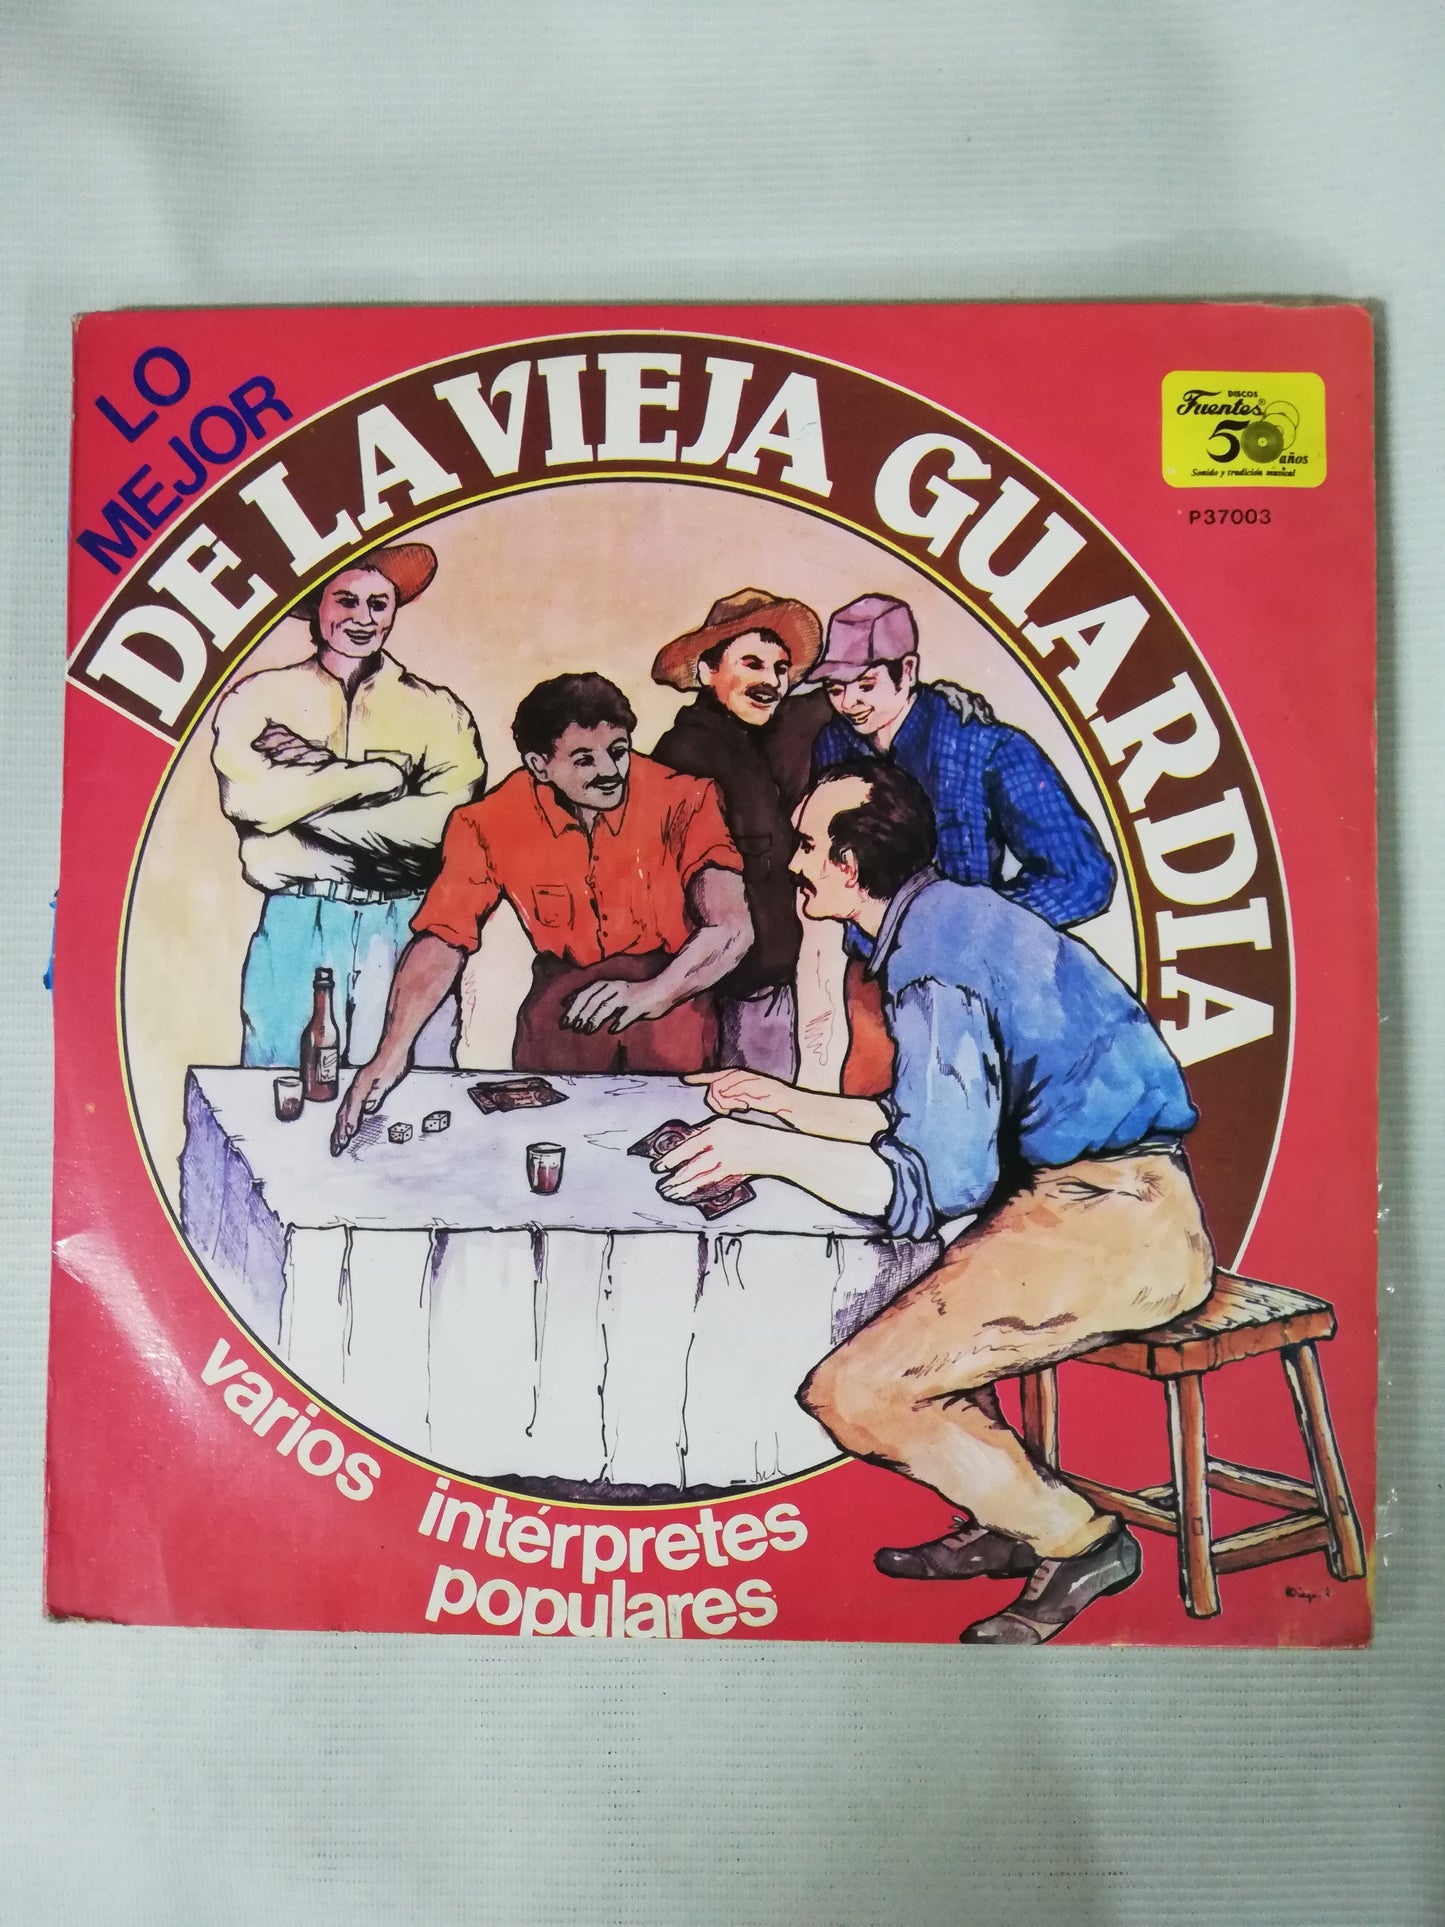 LO
MEJOR
DE LA VIEJA GUARDIA
DISCOS
Fuentes®
50 años
Sonido y tradición musical
P37003
varios intérpretes
populares